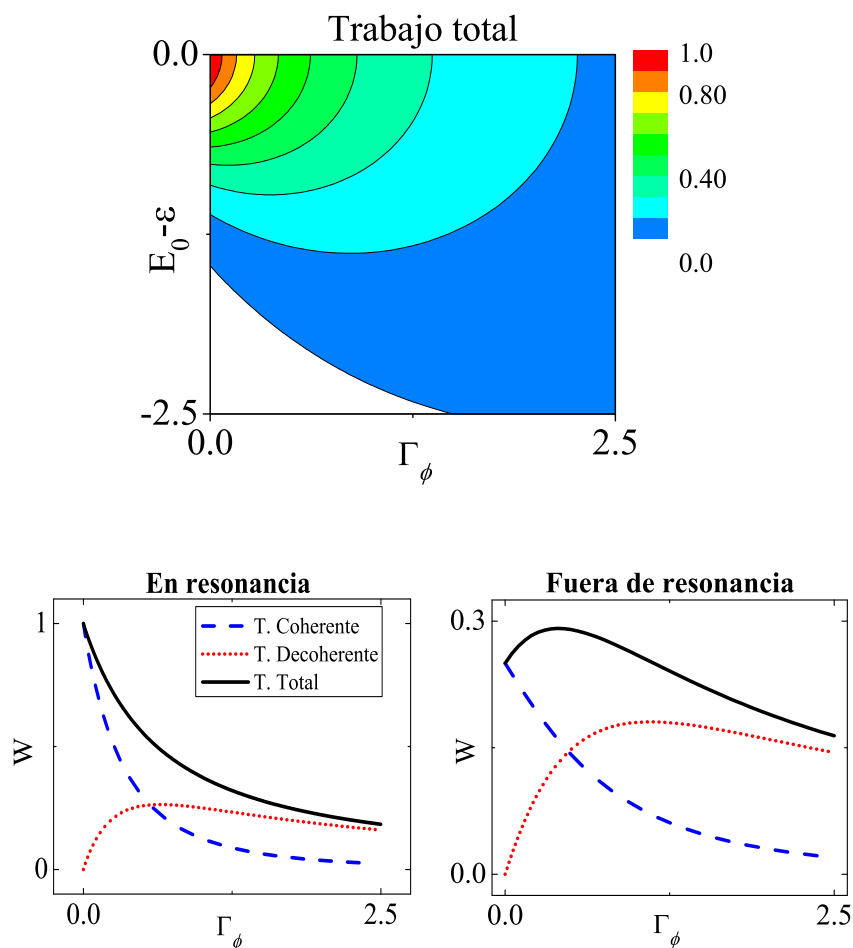 Trabajo total
0.0
1.0
0.80
0.40
0.0
E₀-ε
-2.5
0.0
2.5
Γϕ
En resonancia
Fuera de resonancia
1
T. Coherente
T. Decoherente
T. Total
W
0
0.0
2.5
Γϕ
0.3
W
0.0
0.0
2.5
Γϕ